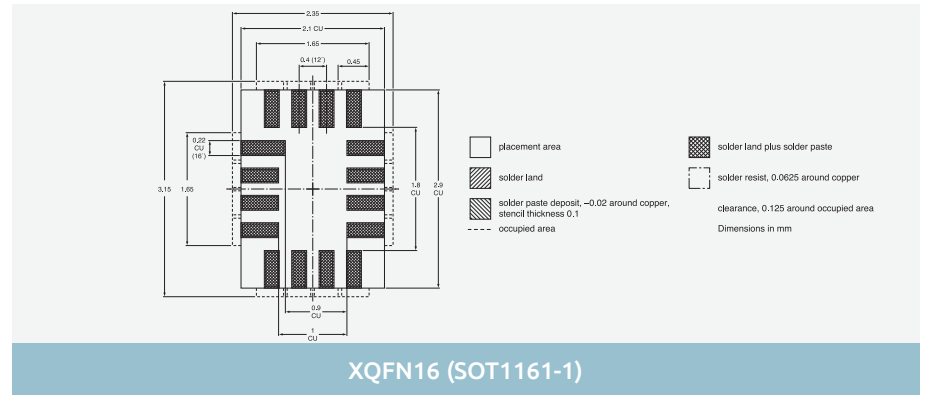 2.35
2.1 CU
1.65
0.4 (12´)
0.45
0.22
CU
(16´)
3.15
1.65
1.8
CU
2.9
CU
0.9
CU
1
CU
placement area
solder land
solder paste deposit, –0.02 around copper,
stencil thickness 0.1
occupied area
solder land plus solder paste
solder resist, 0.0625 around copper
clearance, 0.125 around occupied area
Dimensions in mm
XQFN16 (SOT1161-1)